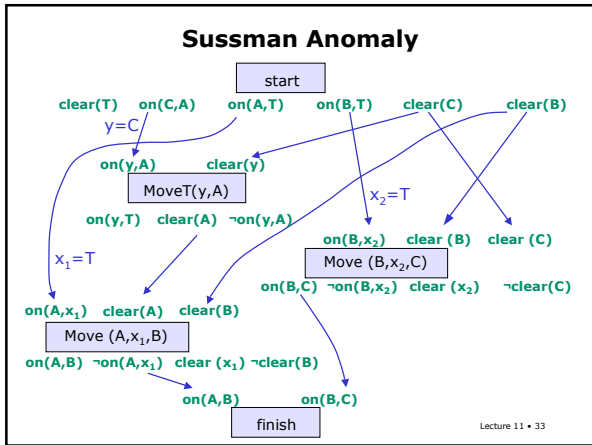 Sussman Anomaly
start
clear(T) on(C,A) on(A,T) on(B,T) clear(C) clear(B)
y=C
on(y,A) clear(y)
MoveT(y,A)
x₂=T
on(y,T) clear(A) ¬on(y,A)
on(B,x₂) clear (B) clear (C)
Move (B,x₂,C)
x₁=T
on(B,C) ¬on(B,x₂) clear (x₂) ¬clear(C)
on(A,x₁) clear(A) clear(B)
Move (A,x₁,B)
on(A,B) ¬on(A,x₁) clear (x₁) ¬clear(B)
on(A,B) on(B,C)
finish
Lecture 11 • 33